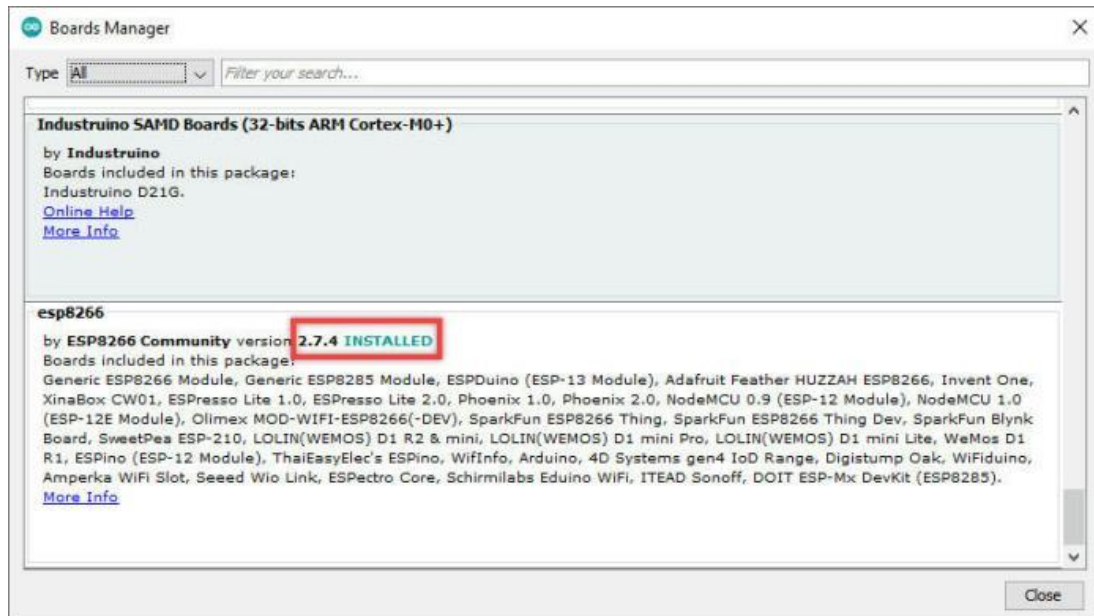 Boards Manager
Type All Filter your search...
Industruino SAMD Boards (32-bits ARM Cortex-M0+)
by Industruino
Boards included in this package:
Industruino D21G.
Online Help
More Info
esp8266
by ESP8266 Community version 2.7.4 INSTALLED
Boards included in this package:
Generic ESP8266 Module, Generic ESP8285 Module, ESPDuino (ESP-13 Module), Adafruit Feather HUZZAH ESP8266, Invent One,
XinaBox CW01, ESPresso Lite 1.0, ESPresso Lite 2.0, Phoenix 1.0, Phoenix 2.0, NodeMCU 0.9 (ESP-12 Module), NodeMCU 1.0
(ESP-12E Module), Olimex MOD-WIFI-ESP8266(-DEV), SparkFun ESP8266 Thing, SparkFun ESP8266 Thing Dev, SparkFun Blynk
Board, SweetPea ESP-210, LOLIN(WEMOS) D1 R2 & mini, LOLIN(WEMOS) D1 mini Pro, LOLIN(WEMOS) D1 mini Lite, WeMos D1
R1, ESPino (ESP-12 Module), ThaiEasyElec's ESPino, WifInfo, Arduino, 4D Systems gen4 IoD Range, Digistump Oak, WiFiduino,
Amperka WiFi Slot, Seeed Wio Link, ESPectro Core, Schirmilabs Eduino WiFi, ITEAD Sonoff, DOIT ESP-Mx DevKit (ESP8285).
More Info
Close